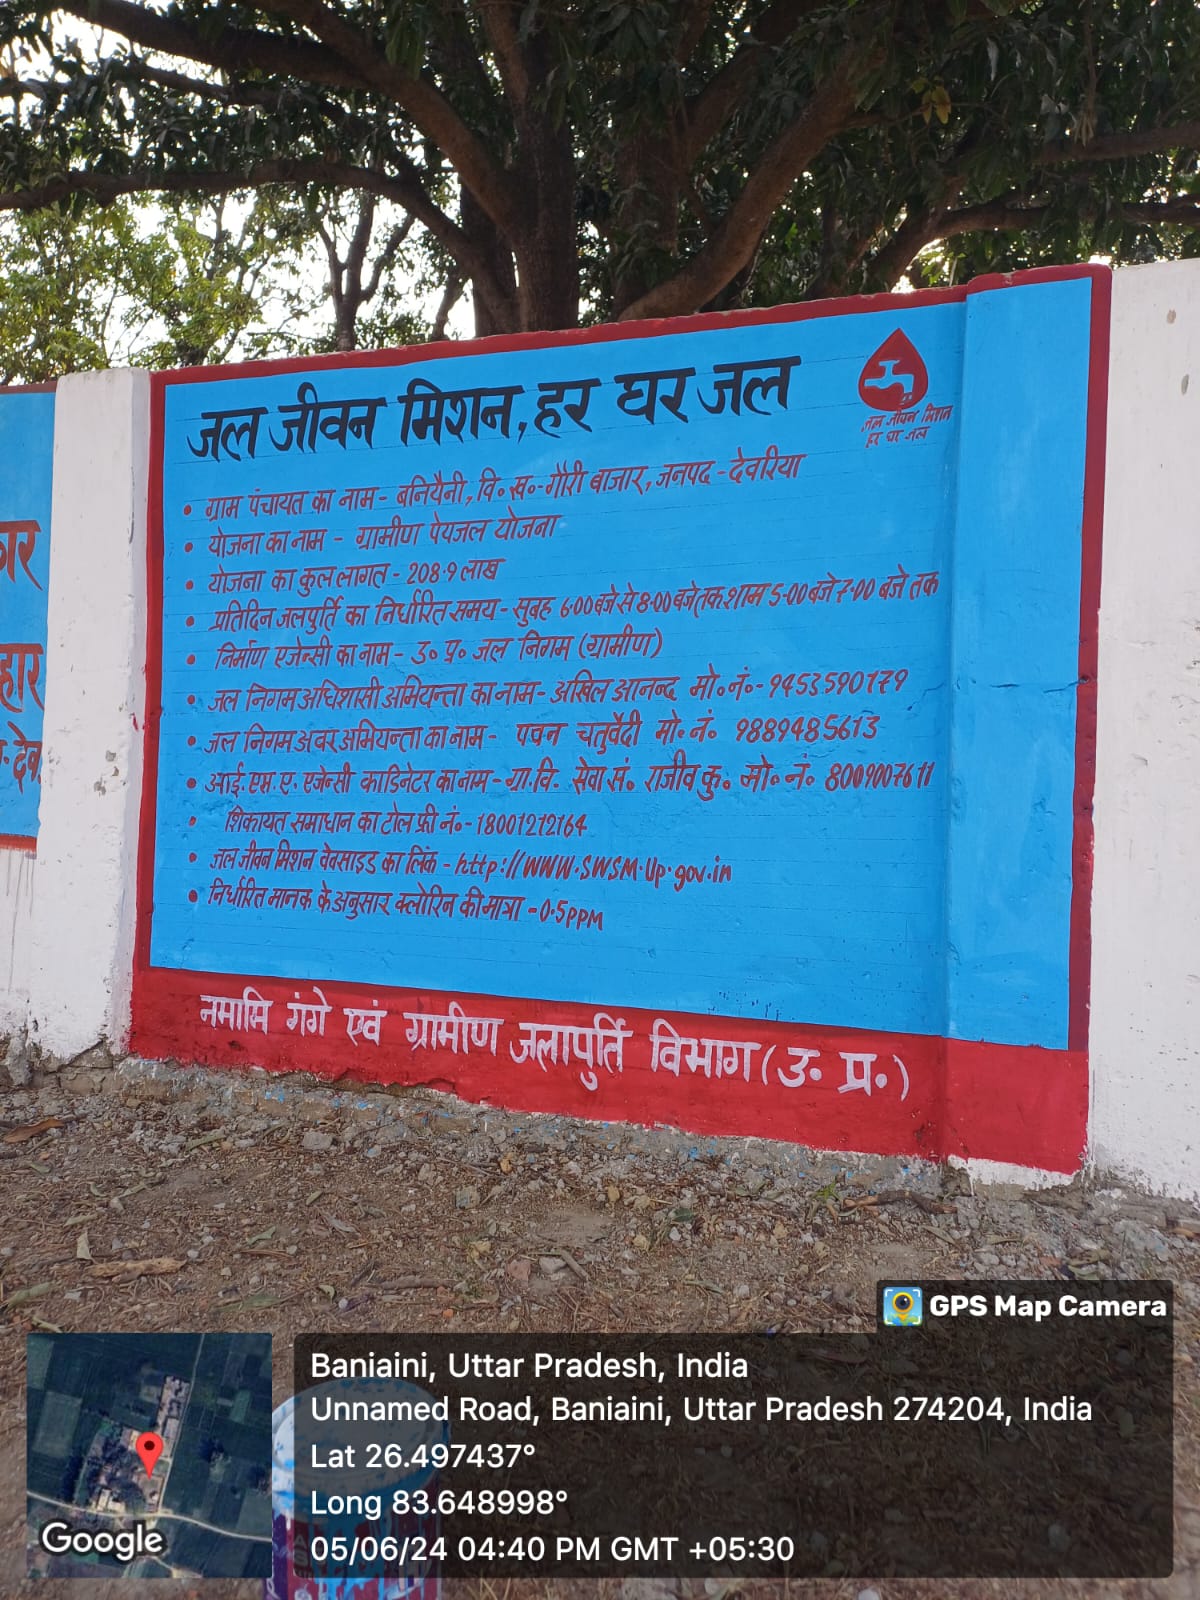 जल जीवन मिशन, हर घर जल
जल जीवन मिशन
हर घर जल
• ग्राम पंचायत का नाम - बनियैनी, वि॰ ख॰ - गौरी बाजार, जनपद - देवरिया
• योजना का नाम - ग्रामीण पेयजल योजना
• योजना का कुल लागत - 208.9 लाख
• प्रतिदिन जलपुर्ति का निर्धारित समय - सुबह 6:00 बजे से 8:00 बजे तक शाम 5:00 बजे 7:00 बजे तक
• निर्माण एजेन्सी का नाम - उ॰ प्र॰ जल निगम (ग्रामीण)
• जल निगम अधिशासी अभियन्ता का नाम - अखिल आनन्द मो॰ नं॰ - 9453590179
• जल निगम अवर अभियन्ता का नाम - पवन चतुर्वेदी मो॰ नं॰ 9889485613
• आई. एस. ए. एजेन्सी कार्डिनेटर का नाम - ग्रा. वि. सेवा सं॰ राजीव कु॰ मो॰ नं॰ 8009007611
• शिकायत समाधान का टोल फ्री नं॰ - 18001212164
• जल जीवन मिशन वेबसाइड का लिंक - http://www.swsm.up.gov.in
• निर्धारित मानक के अनुसार क्लोरिन की मात्रा - 0.5 PPM
नमामि गंगे एवं ग्रामीण जलापुर्ति विभाग (उ॰ प्र॰)
GPS Map Camera
Baniaini, Uttar Pradesh, India
Unnamed Road, Baniaini, Uttar Pradesh 274204, India
Lat 26.497437°
Long 83.648998°
05/06/24 04:40 PM GMT +05:30
Google